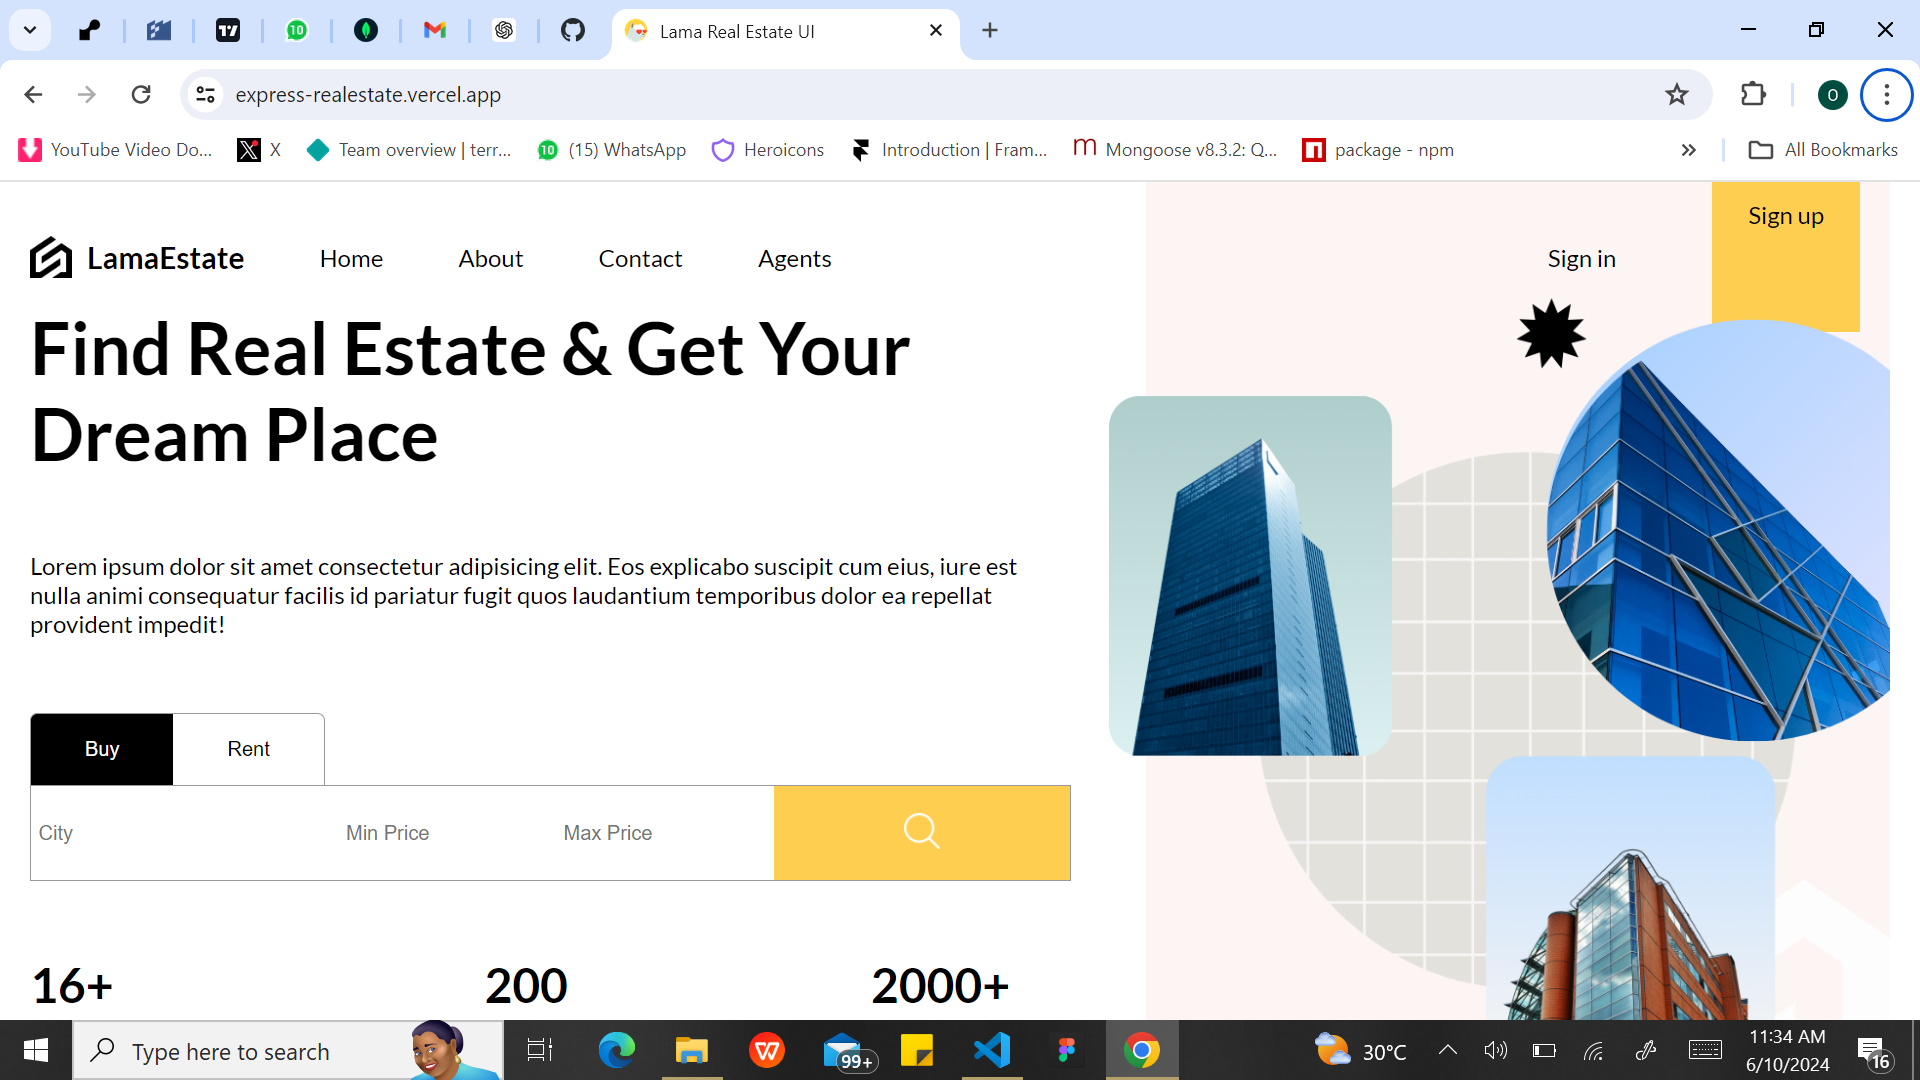 10
Lama Real Estate UI
express-realestate.vercel.app
O
YouTube Video Do...
X
Team overview | terr...
10
(15) WhatsApp
Heroicons
Introduction | Fram...
Mongoose v8.3.2: Q...
package - npm
All Bookmarks
LamaEstate
Home
About
Contact
Agents
Sign in
Sign up
Find Real Estate & Get Your
Dream Place
Lorem ipsum dolor sit amet consectetur adipisicing elit. Eos explicabo suscipit cum eius, iure est
nulla animi consequatur facilis id pariatur fugit quos laudantium temporibus dolor ea repellat
provident impedit!
Buy
Rent
City
Min Price
Max Price
16+
200
2000+
Type here to search
99+
30°C
11:34 AM
6/10/2024
16